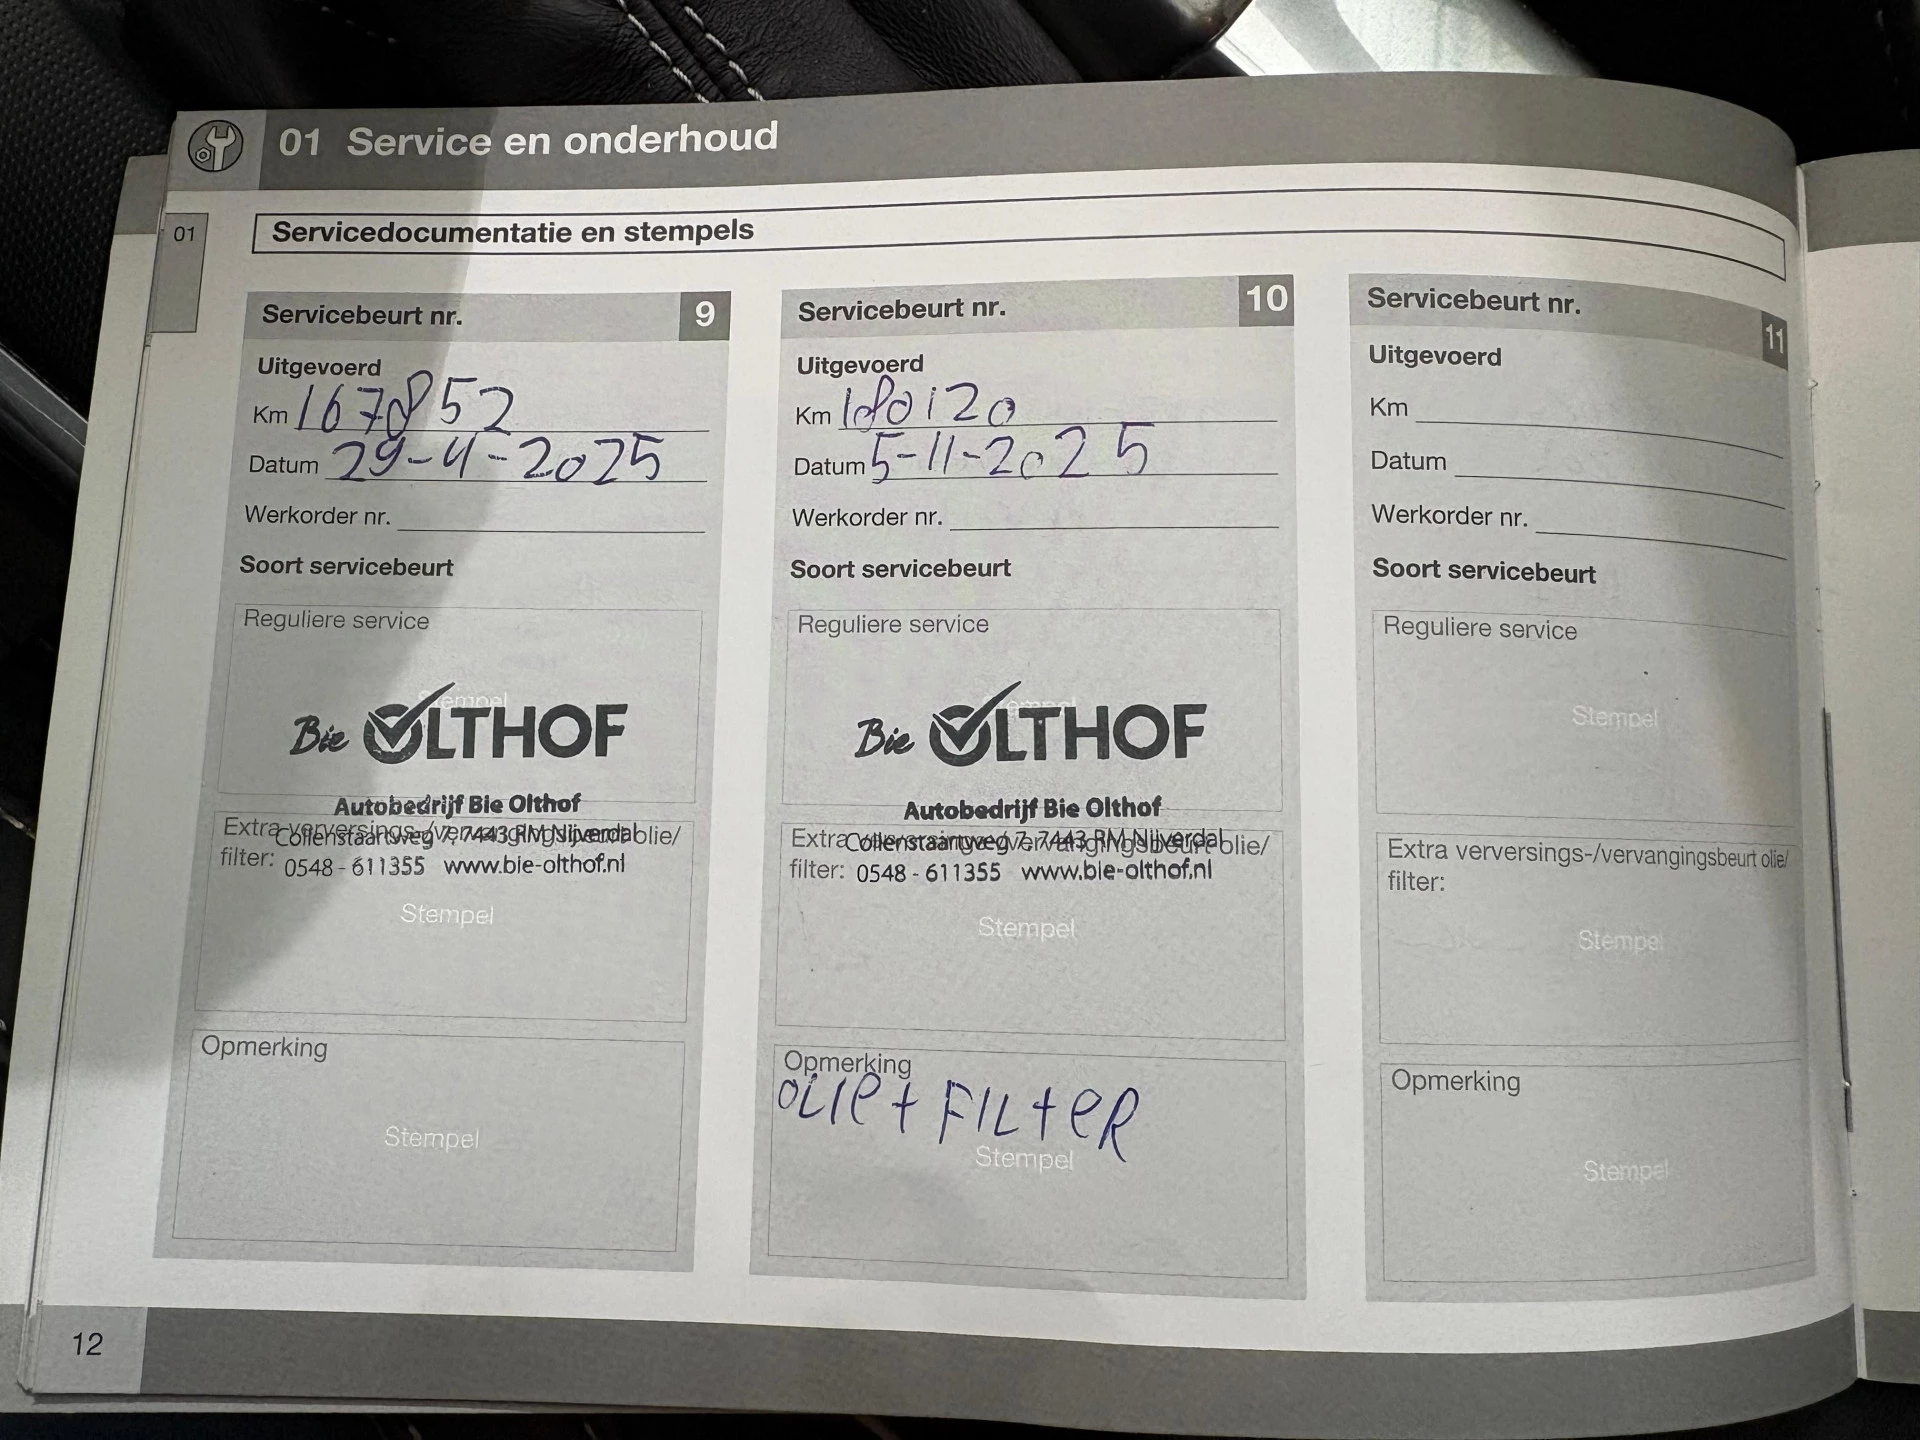 01 Service en onderhoud
01
Servicedocumentatie en stempels
Servicebeurt nr. 9
Uitgevoerd
Km 167852
Datum 29-4-2025
Werkorder nr.
Soort servicebeurt
Reguliere service
Stempel
Bie OLTHOF
Autobedrijf Bie Olthof
Collenstaartweg 7, 7443 RM Nijverdal
Extra verversings-/vervangingsbeurt olie/
filter:
0548 - 611355 www.bie-olthof.nl
Stempel
Opmerking
Stempel
Servicebeurt nr. 10
Uitgevoerd
Km 180120
Datum 5-11-2025
Werkorder nr.
Soort servicebeurt
Reguliere service
Stempel
Bie OLTHOF
Autobedrijf Bie Olthof
Collenstaartweg 7, 7443 RM Nijverdal
Extra verversings-/vervangingsbeurt olie/
filter:
0548 - 611355 www.bie-olthof.nl
Stempel
Opmerking
OLIe + FILteR
Stempel
Servicebeurt nr. 11
Uitgevoerd
Km
Datum
Werkorder nr.
Soort servicebeurt
Reguliere service
Stempel
Extra verversings-/vervangingsbeurt olie/
filter:
Stempel
Opmerking
Stempel
12